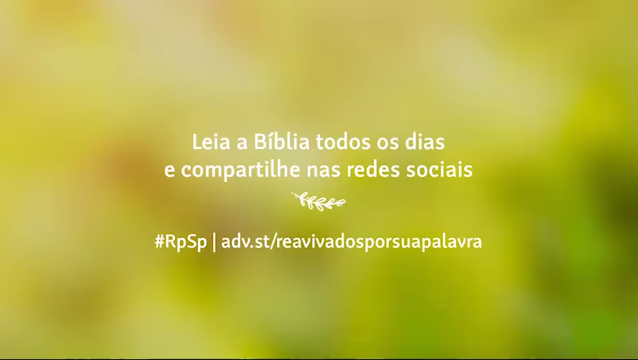 Leia a Bíblia todos os dias
e compartilhe nas redes sociais
#RpSp | adv.st/reavivadosporsuapalavra